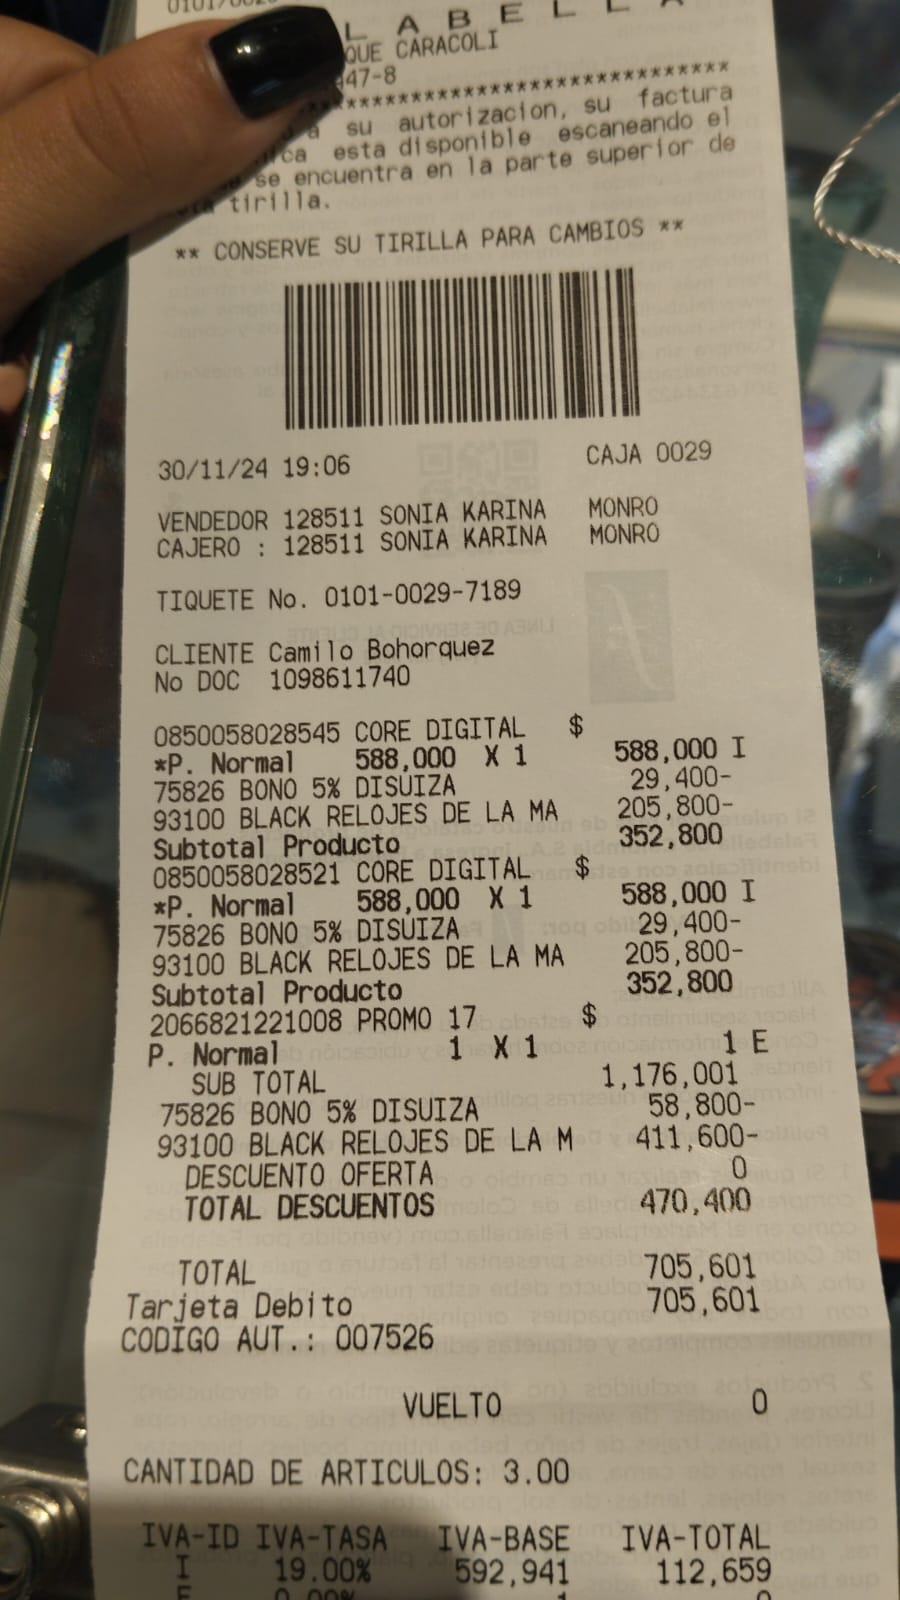 LABELLA
QUE CARACOLI
947-8
***********************************
a su autorizacion, su factura
ica esta disponible escaneando el
se encuentra en la parte superior de
tirilla.
** CONSERVE SU TIRILLA PARA CAMBIOS **
30/11/24 19:06 CAJA 0029
VENDEDOR 128511 SONIA KARINA MONRO
CAJERO : 128511 SONIA KARINA MONRO
TIQUETE No. 0101-0029-7189
CLIENTE Camilo Bohorquez
No DOC 1098611740
0850058028545 CORE DIGITAL $
*P. Normal 588,000 X 1 588,000 I
75826 BONO 5% DISUIZA 29,400-
93100 BLACK RELOJES DE LA MA 205,800-
Subtotal Producto 352,800
0850058028521 CORE DIGITAL $
*P. Normal 588,000 X 1 588,000 I
75826 BONO 5% DISUIZA 29,400-
93100 BLACK RELOJES DE LA MA 205,800-
Subtotal Producto 352,800
2066821221008 PROMO 17 $
P. Normal 1 X 1 1 E
SUB TOTAL 1,176,001
75826 BONO 5% DISUIZA 58,800-
93100 BLACK RELOJES DE LA M 411,600-
DESCUENTO OFERTA 0
TOTAL DESCUENTOS 470,400
TOTAL 705,601
Tarjeta Debito 705,601
CODIGO AUT.: 007526
VUELTO 0
CANTIDAD DE ARTICULOS: 3.00
IVA-ID IVA-TASA IVA-BASE IVA-TOTAL
I 19.00% 592,941 112,659